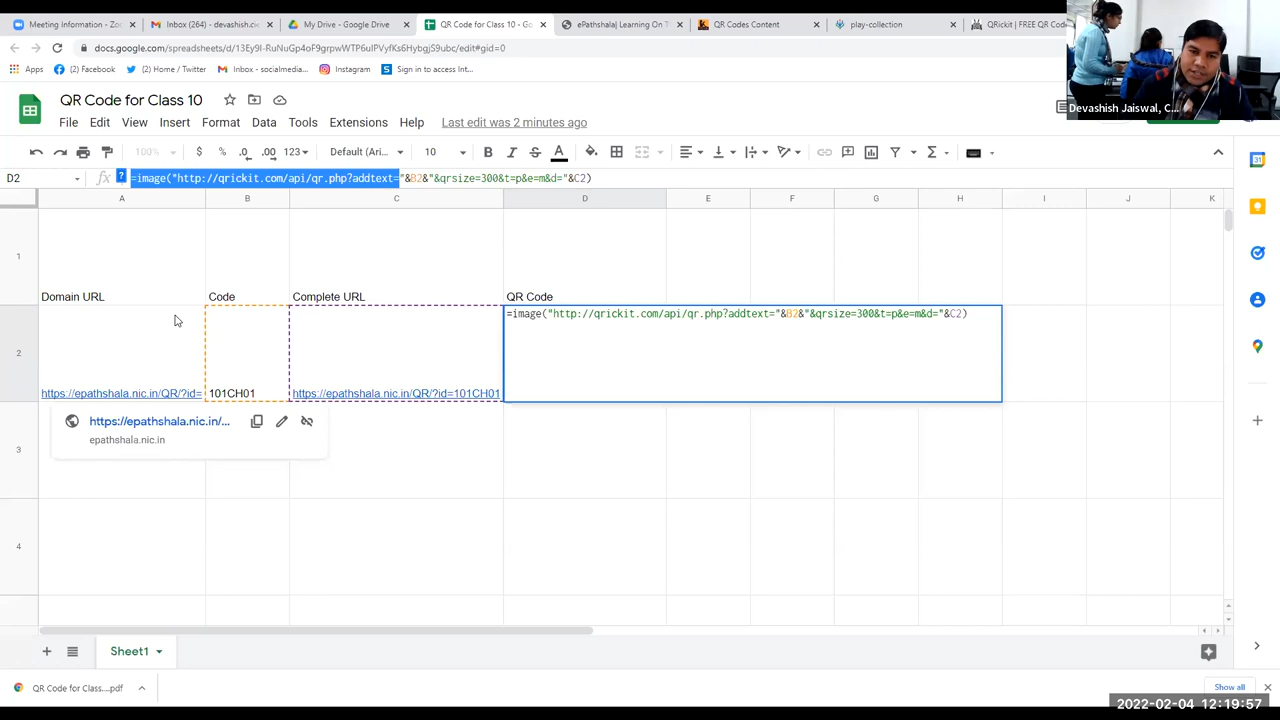 Meeting Information - Zoo
Inbox (264) - devashish.ce
My Drive - Google Drive
QR Code for Class 10 - Go
ePathshala| Learning On T
QR Codes Content
play-collection
QRickit | FREE QR Code
docs.google.com/spreadsheets/d/13Ey9I-RuNuGp4oF9grpwWTP6uIPVyfKs6HybgjS9ubc/edit#gid=0
Apps
(2) Facebook
(2) Home / Twitter
Inbox - socialmedia...
Instagram
Sign in to access Int...
Devashish Jaiswal, C...
QR Code for Class 10
File Edit View Insert Format Data Tools Extensions Help Last edit was 2 minutes ago
100% $ % .0 .00 123 Default (Ari... 10 B I S A
D2 fx ? =image("http://qrickit.com/api/qr.php?addtext="&B2&"&qrsize=300&t=p&e=m&d="&C2)
A B C D E F G H I J K
1 Domain URL Code Complete URL QR Code
2 https://epathshala.nic.in/QR/?id= 101CH01 https://epathshala.nic.in/QR/?id=101CH01 =image("http://qrickit.com/api/qr.php?addtext="&B2&"&qrsize=300&t=p&e=m&d="&C2)
https://epathshala.nic.in/...
epathshala.nic.in
3
4
31
Sheet1
QR Code for Class....pdf
Show all
2022-02-04 12:19:57